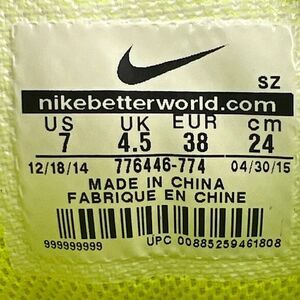 SZ
nikebetterworld.com
US UK EUR cm
7 4.5 38 24
12/18/14 776446-774 04/30/15
MADE IN CHINA
FABRIQUE EN CHINE
999999999 UPC 00885259461808